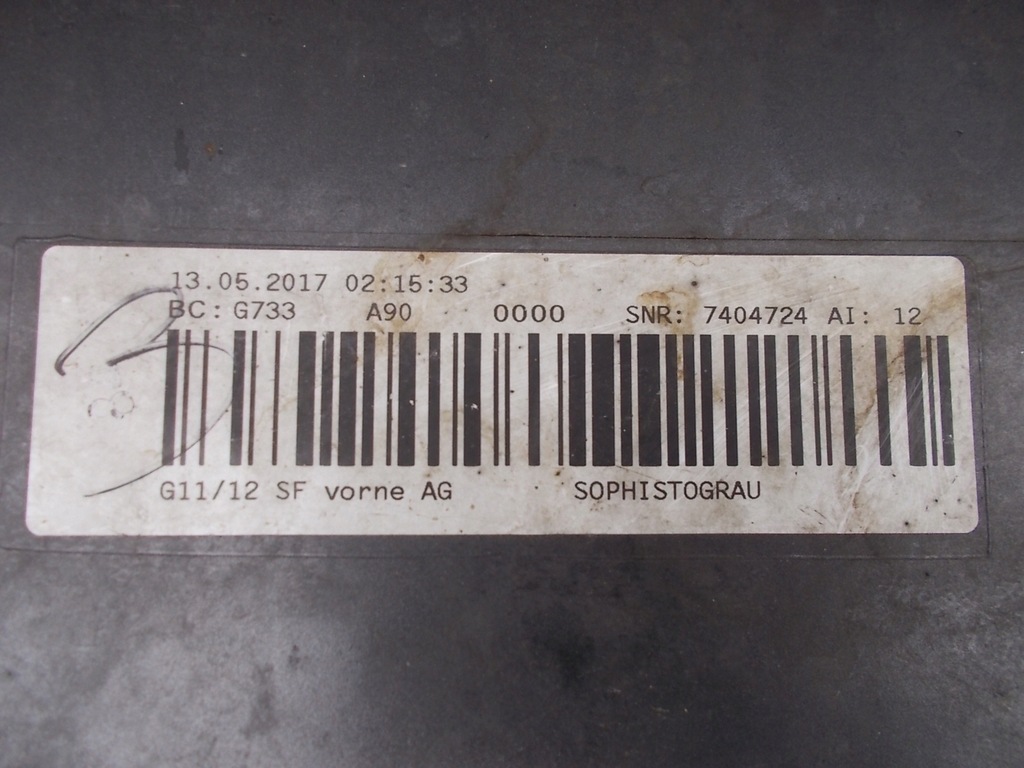 13.05.2017 02:15:33
BC: G733 A90 0000 SNR: 7404724 AI: 12
G11/12 SF vorne AG SOPHISTOGRAU